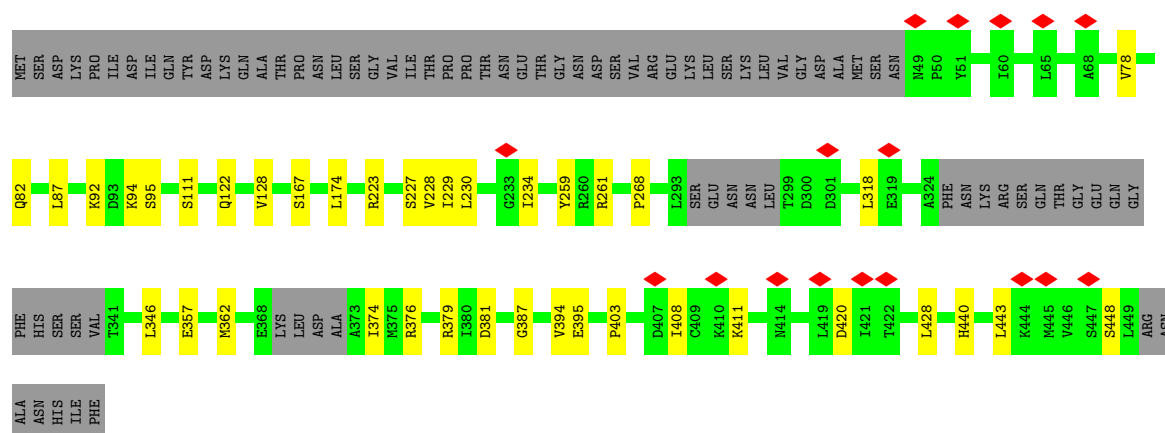 MET SER ASP LYS PRO ILE ASP ILE GLN TYR ASP LYS GLN ALA THR PRO ASN LEU SER GLY VAL ILE THR PRO PRO THR ASN GLU THR GLY ASN ASP SER VAL ARG GLU LYS LEU SER LYS LEU VAL GLY ASP ALA MET SER ASN N49 P50 Y51 I60 L65 A68 V78
Q82 L87 K92 D93 K94 S95 S111 Q122 V128 S167 L174 R223 S227 V228 I229 L230 G233 I234 Y259 R260 R261 P268 L293 SER GLU ASN ASN LEU T299 D300 D301 L318 E319 A324 PHE ASN LYS ARG SER GLN THR GLY GLU GLN GLY
PHE HIS SER SER VAL T341 L346 E357 M362 E368 LYS LEU ASP ALA A373 I374 M375 R376 R379 I380 D381 G387 V394 E395 P403 D407 I408 C409 K410 K411 N414 L419 D420 I421 T422 L428 H440 L443 K444 M445 V446 S447 S448 L449 ARG ASN
ALA ASN HIS ILE PHE